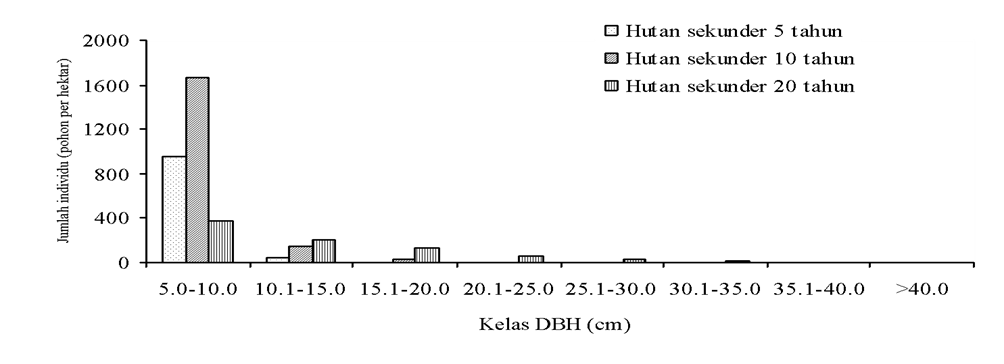 Hutan sekunder 5 tahun
Hutan sekunder 10 tahun
Hutan sekunder 20 tahun
Jumlah individu (pohon per hektar)
2000
1600
1200
800
400
0
5.0-10.0 10.1-15.0 15.1-20.0 20.1-25.0 25.1-30.0 30.1-35.0 35.1-40.0 >40.0
Kelas DBH (cm)